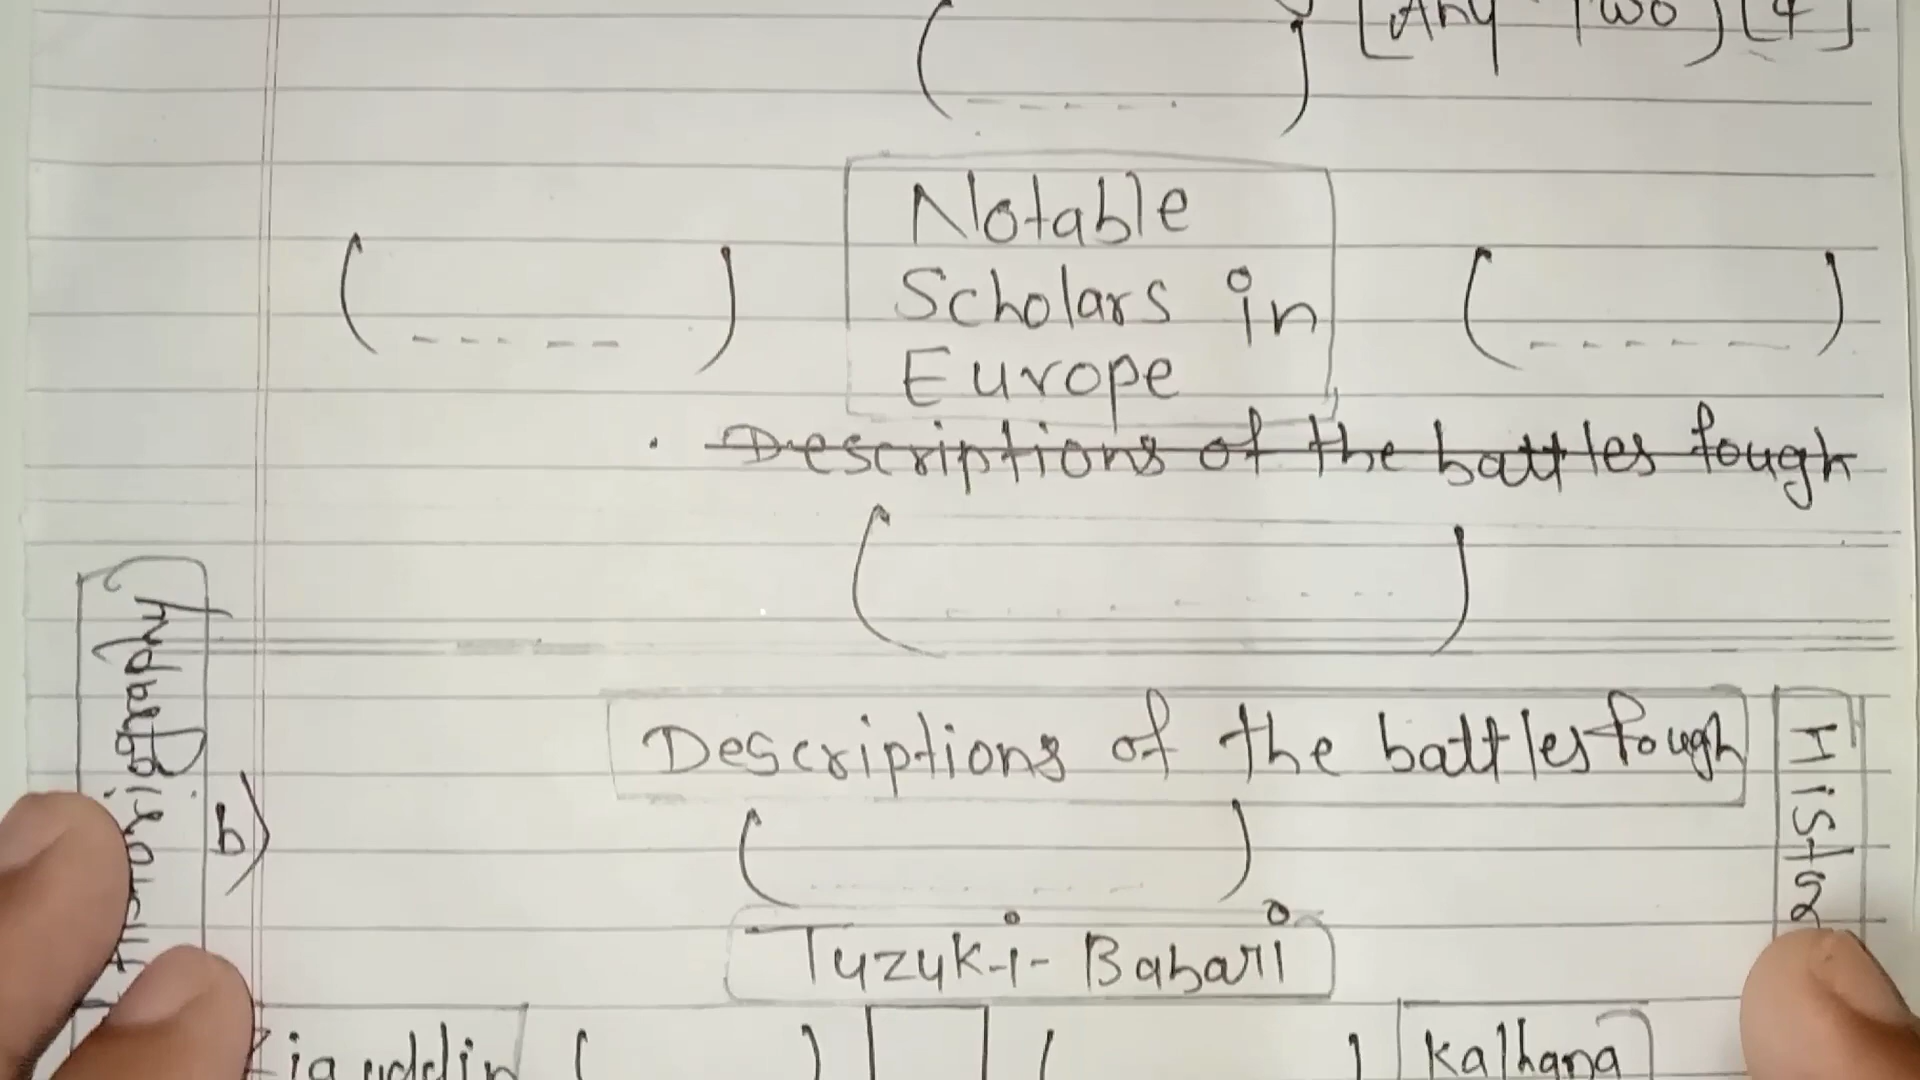 [Any Two) [4]
Notable
Scholars in
Europe
Descriptions of the battles fough
Historiography
Descriptions of the battles fough
b)
Tuzuk-i- Babari
Kalhana